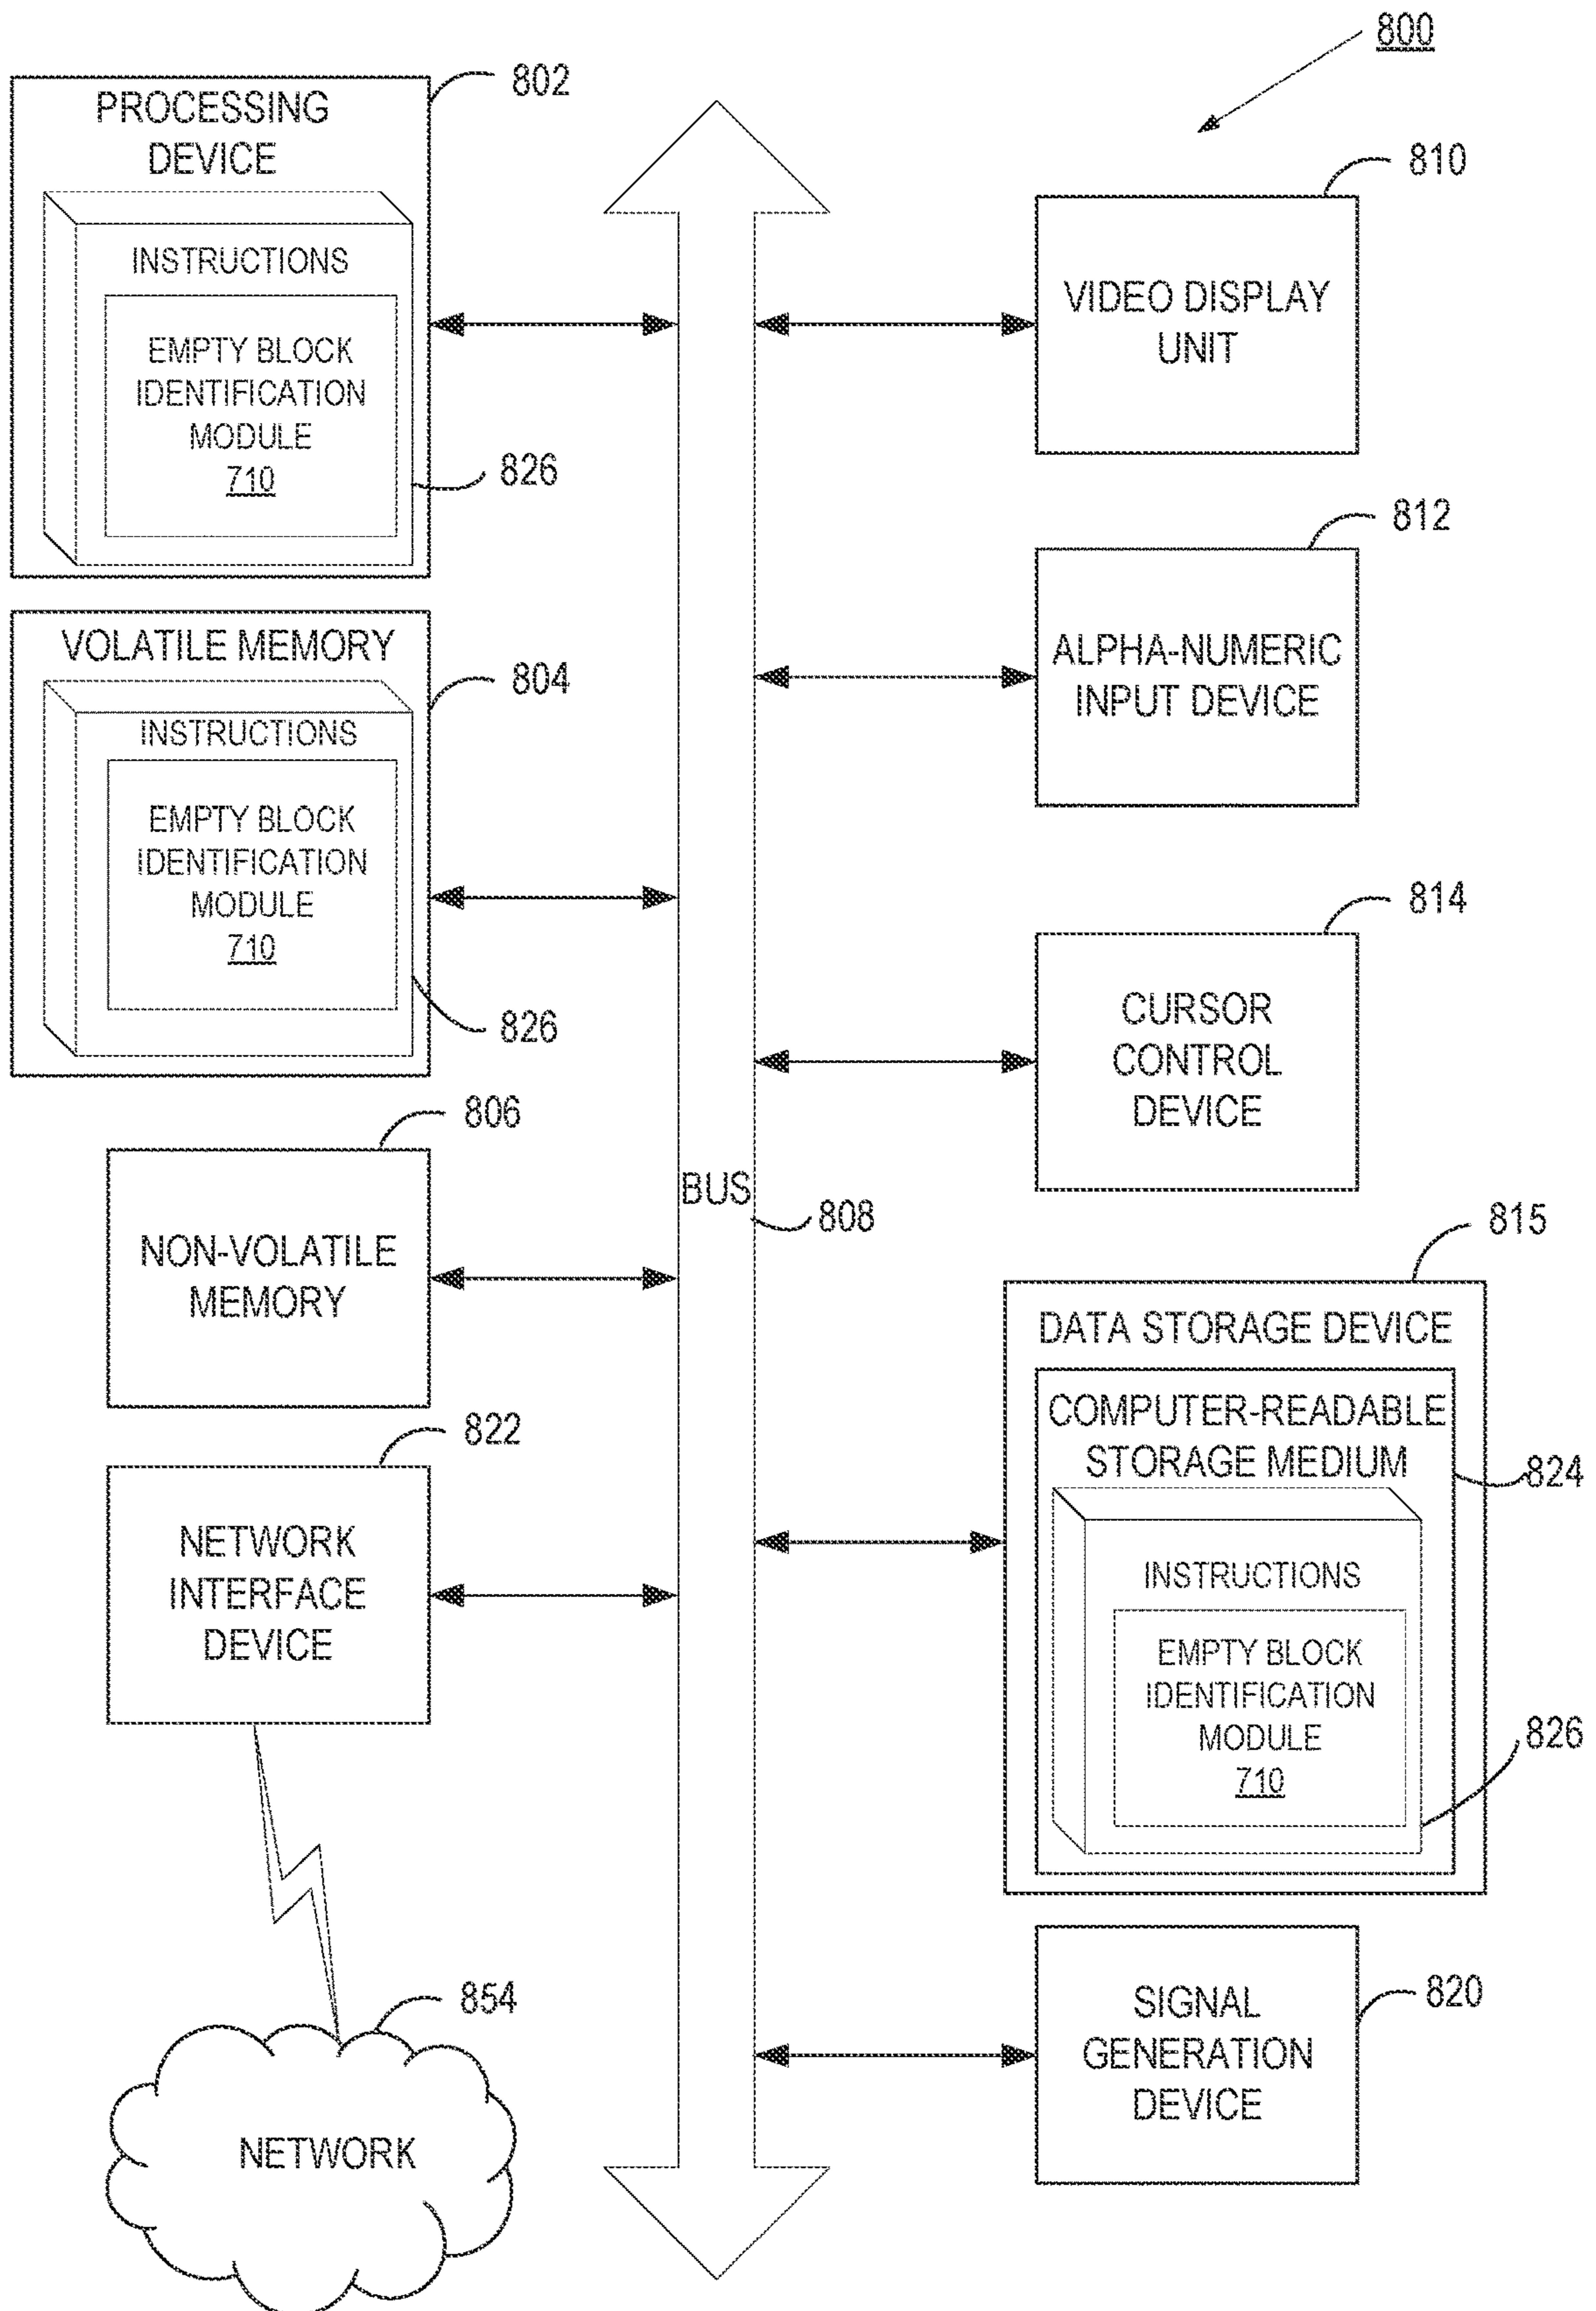 800
802
PROCESSING
DEVICE
INSTRUCTIONS
EMPTY BLOCK
IDENTIFICATION
MODULE
710
826
VOLATILE MEMORY
804
INSTRUCTIONS
EMPTY BLOCK
IDENTIFICATION
MODULE
710
826
806
NON-VOLATILE
MEMORY
822
NETWORK
INTERFACE
DEVICE
854
NETWORK
BUS
808
810
VIDEO DISPLAY
UNIT
812
ALPHA-NUMERIC
INPUT DEVICE
814
CURSOR
CONTROL
DEVICE
815
DATA STORAGE DEVICE
COMPUTER-READABLE
STORAGE MEDIUM
824
INSTRUCTIONS
EMPTY BLOCK
IDENTIFICATION
MODULE
710
826
820
SIGNAL
GENERATION
DEVICE